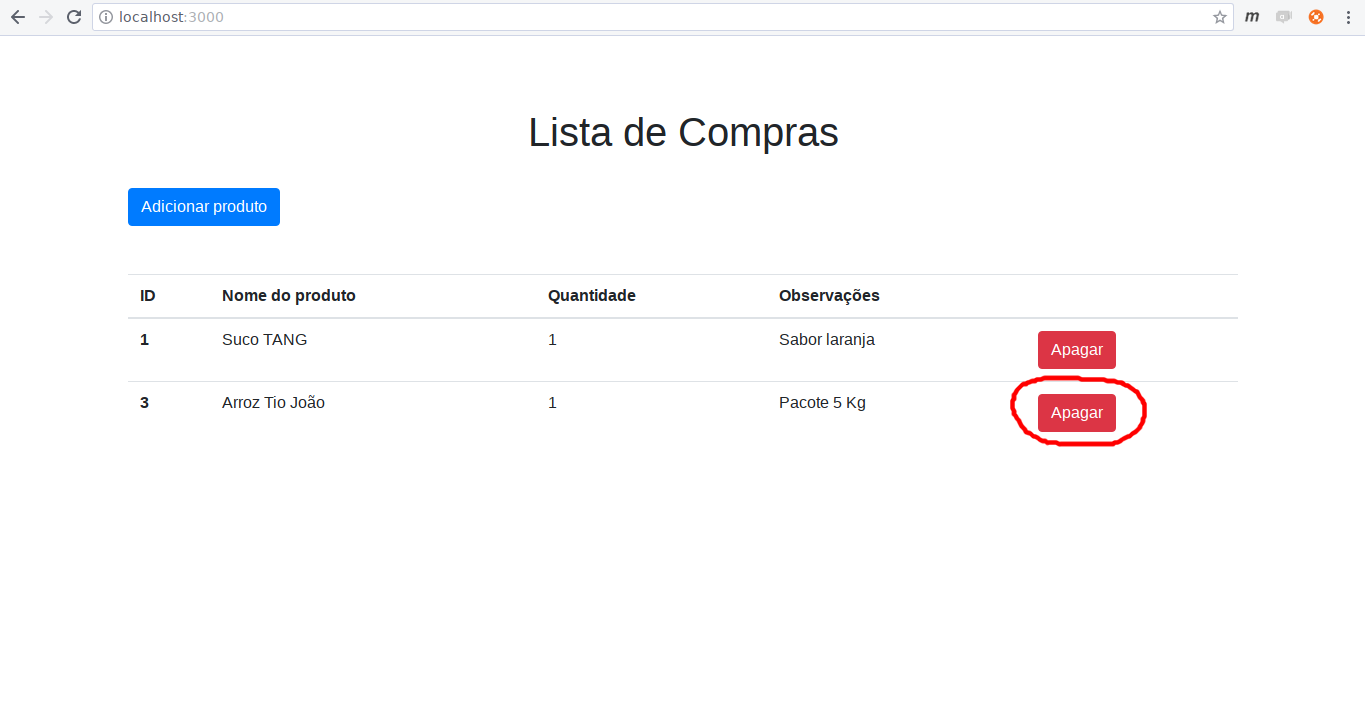 localhost:3000
m
Lista de Compras
Adicionar produto
ID Nome do produto Quantidade Observações
1 Suco TANG 1 Sabor laranja Apagar
3 Arroz Tio João 1 Pacote 5 Kg Apagar